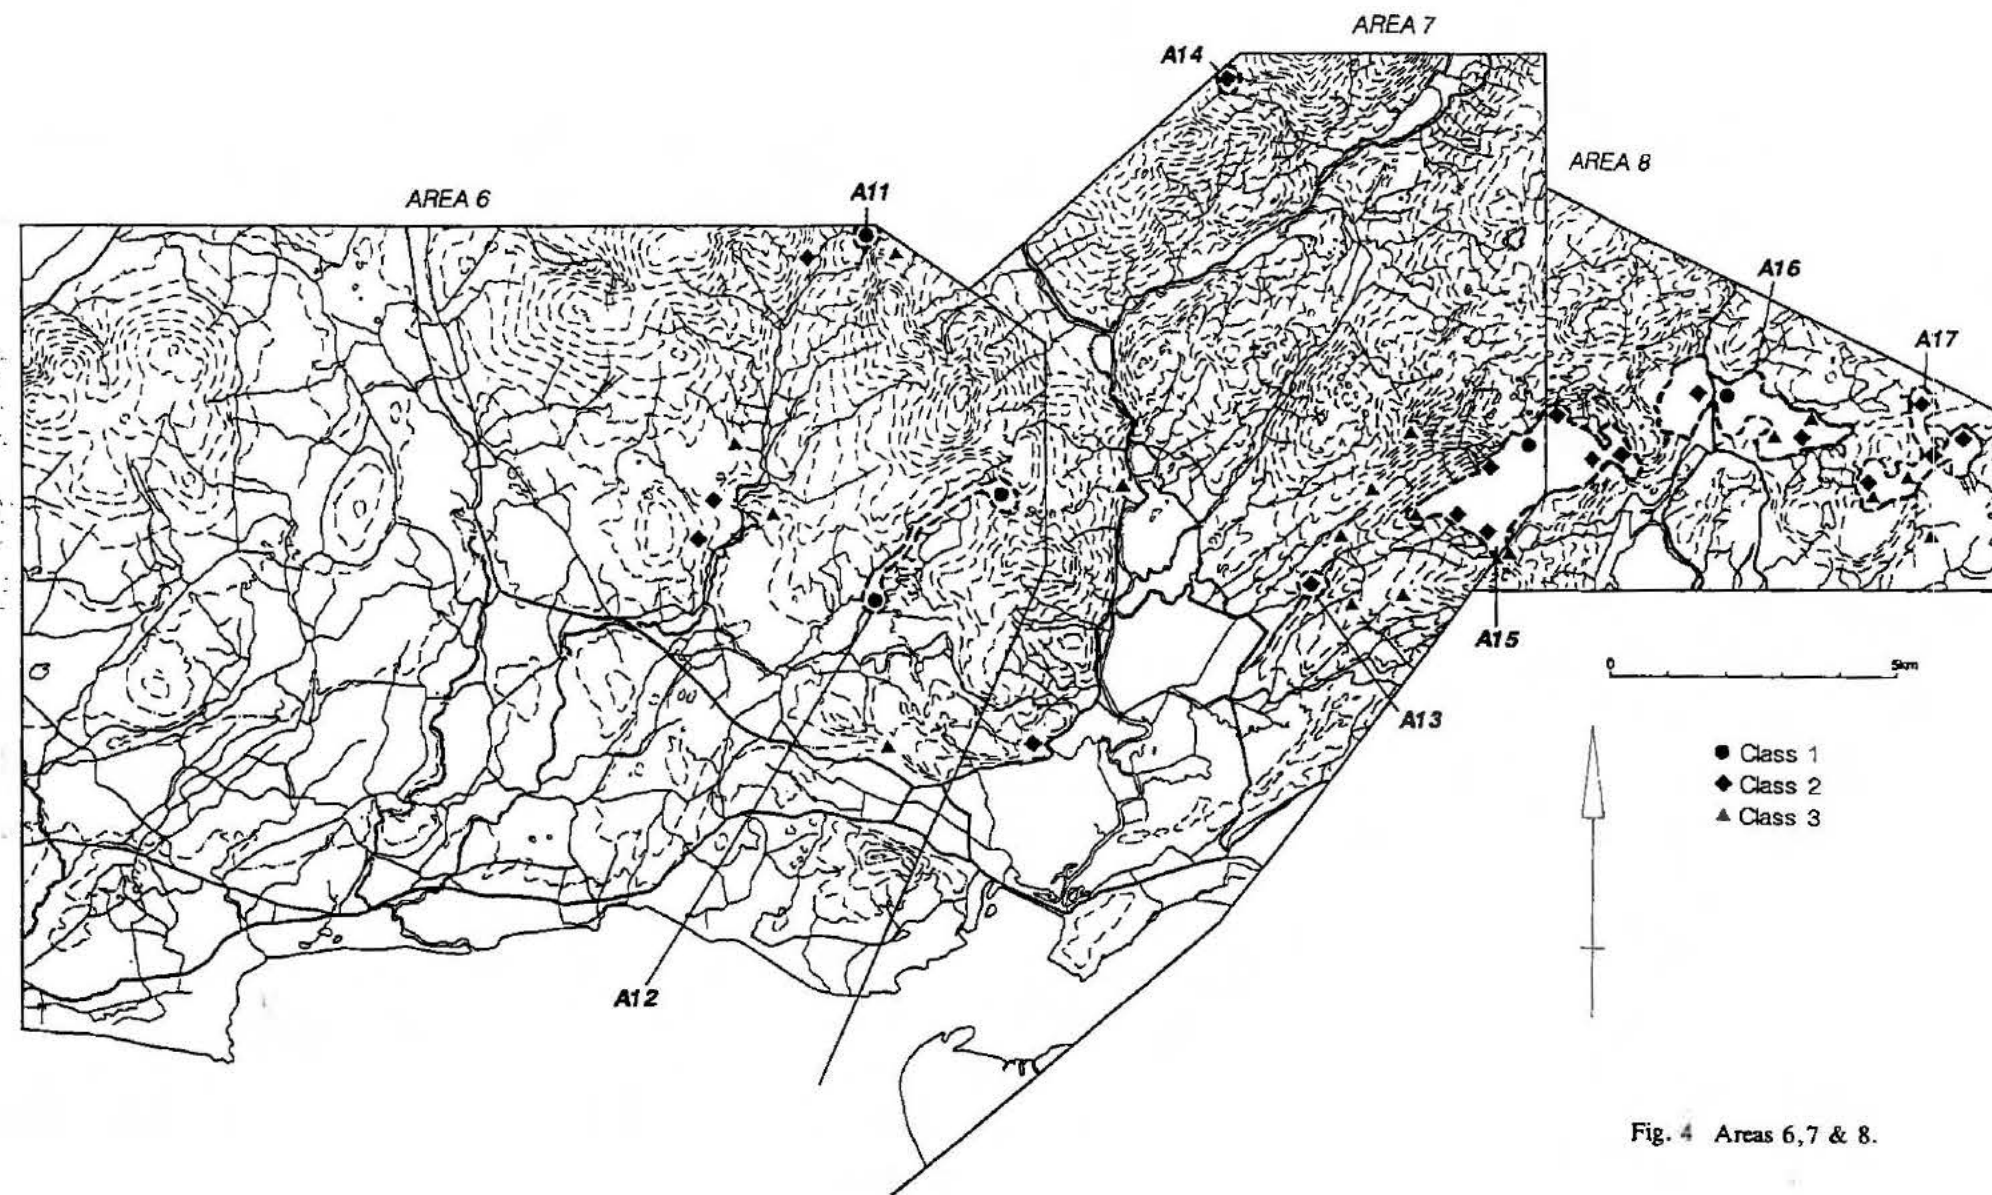 AREA 7
A14
AREA 8
AREA 6
A11
A16
A17
A15
0 5km
A13
Class 1
Class 2
Class 3
A12
Fig. 4 Areas 6,7 & 8.